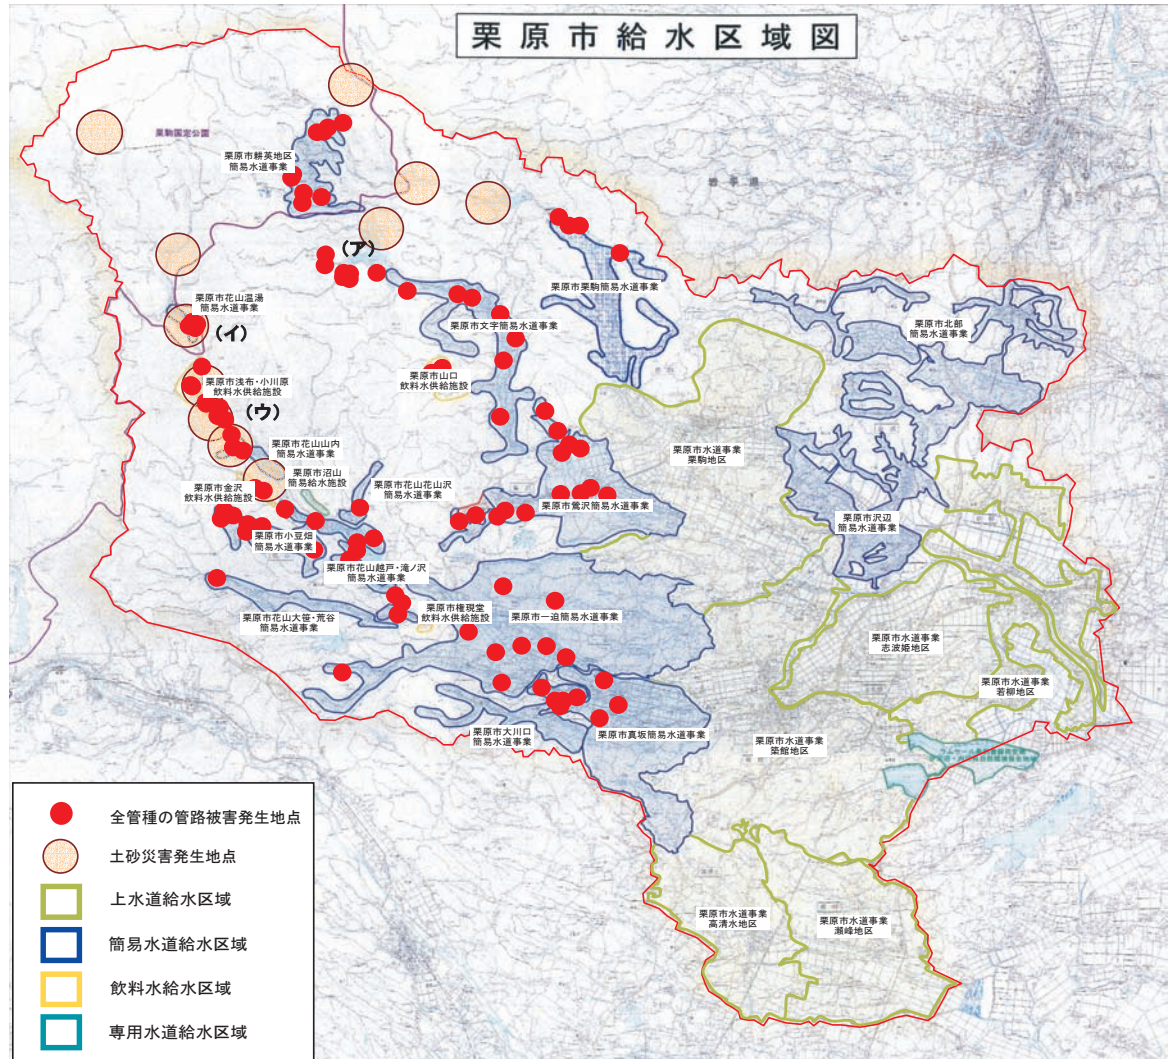 栗原市給水区域図
栗駒国定公園
栗原市耕英地区
簡易水道事業
岩手県
(ア)
栗原市栗駒簡易水道事業
栗原市花山温湯
簡易水道事業
(イ)
栗原市文字簡易水道事業
栗原市北部
簡易水道事業
栗原市山口
飲料水供給施設
栗原市浅布・小川原
飲料水供給施設
(ウ)
栗原市花山山内
簡易水道事業
栗原市水道事業
栗駒地区
栗原市沼山
簡易給水施設
栗原市金沢
飲料水供給施設
栗原市花山花山沢
簡易水道事業
栗原市鶯沢簡易水道事業
栗原市沢辺
簡易水道事業
栗原市小豆畑
簡易水道事業
栗原市花山越戸・滝ノ沢
簡易水道事業
栗原市権現堂
飲料水供給施設
栗原市一迫簡易水道事業
栗原市花山大笹・荒谷
簡易水道事業
栗原市水道事業
志波姫地区
栗原市水道事業
若柳地区
栗原市大川口
簡易水道事業
栗原市真坂簡易水道事業
栗原市水道事業
築館地区
栗原市水道事業
高清水地区
栗原市水道事業
瀬峰地区
全管種の管路被害発生地点
土砂災害発生地点
上水道給水区域
簡易水道給水区域
飲料水給水区域
専用水道給水区域